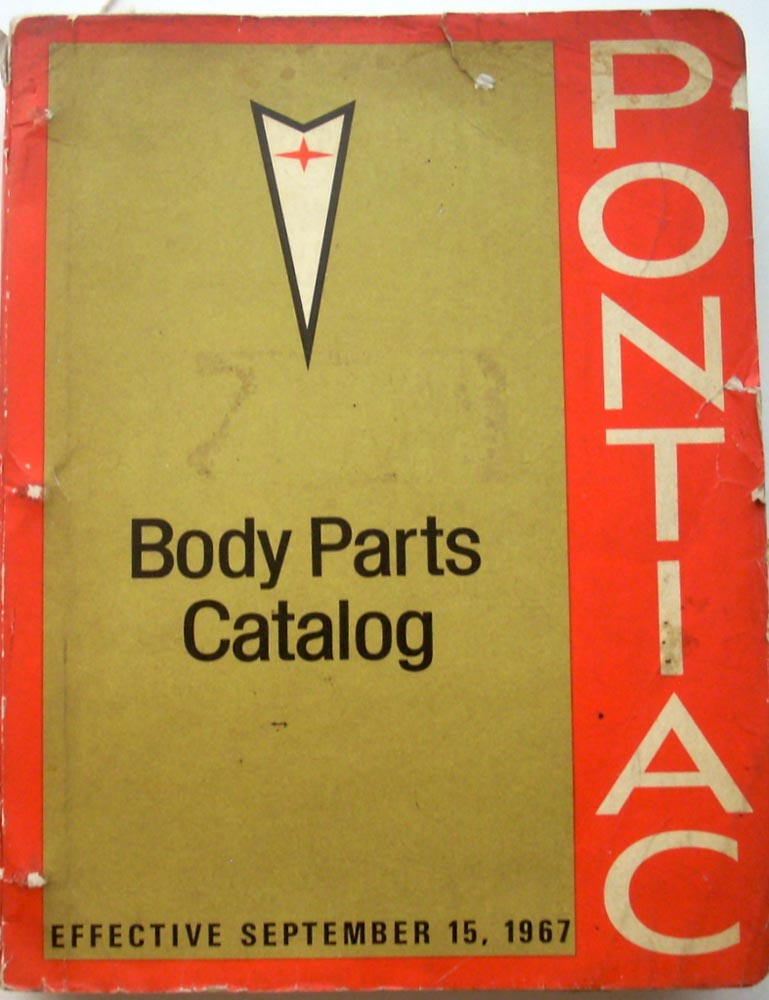 PONTIAC
Body Parts
Catalog
EFFECTIVE SEPTEMBER 15, 1967